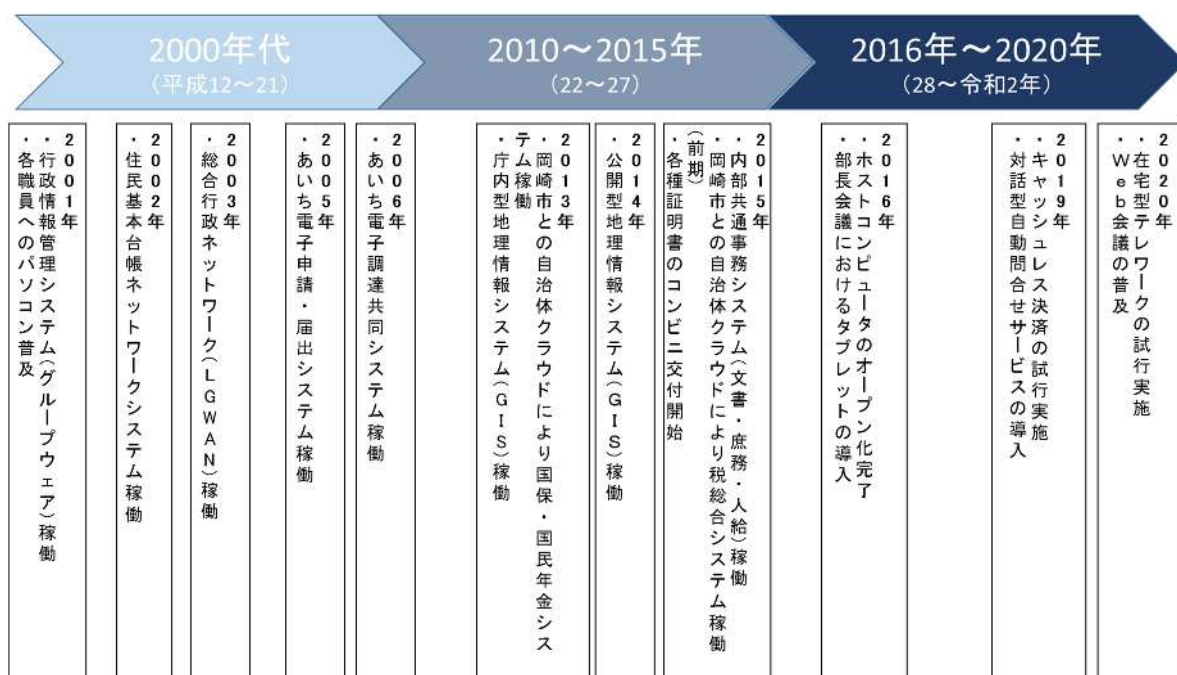 2000年代
（平成12～21）
2010～2015年
（22～27）
2016年～2020年
（28～令和2年）
2001年
・行政情報管理システム（グループウェア）稼働
・各職員へのパソコン普及
2002年
・住民基本台帳ネットワークシステム稼働
2003年
・総合行政ネットワーク（LGWAN）稼働
2005年
・あいち電子申請・届出システム稼働
2006年
・あいち電子調達共同システム稼働
2013年
・岡崎市との自治体クラウドにより国保・国民年金シス
テム稼働
・庁内型地理情報システム（GIS）稼働
2014年
・公開型地理情報システム（GIS）稼働
2015年
・内部共通事務システム（文書・庶務・人給）稼働
・岡崎市との自治体クラウドにより税総合システム稼働
（前期）
・各種証明書のコンビニ交付開始
2016年
・ホストコンピュータのオープン化完了
・部長会議におけるタブレットの導入
2019年
・キャッシュレス決済の試行実施
・対話型自動問合せサービスの導入
2020年
・在宅型テレワークの試行実施
・Web会議の普及